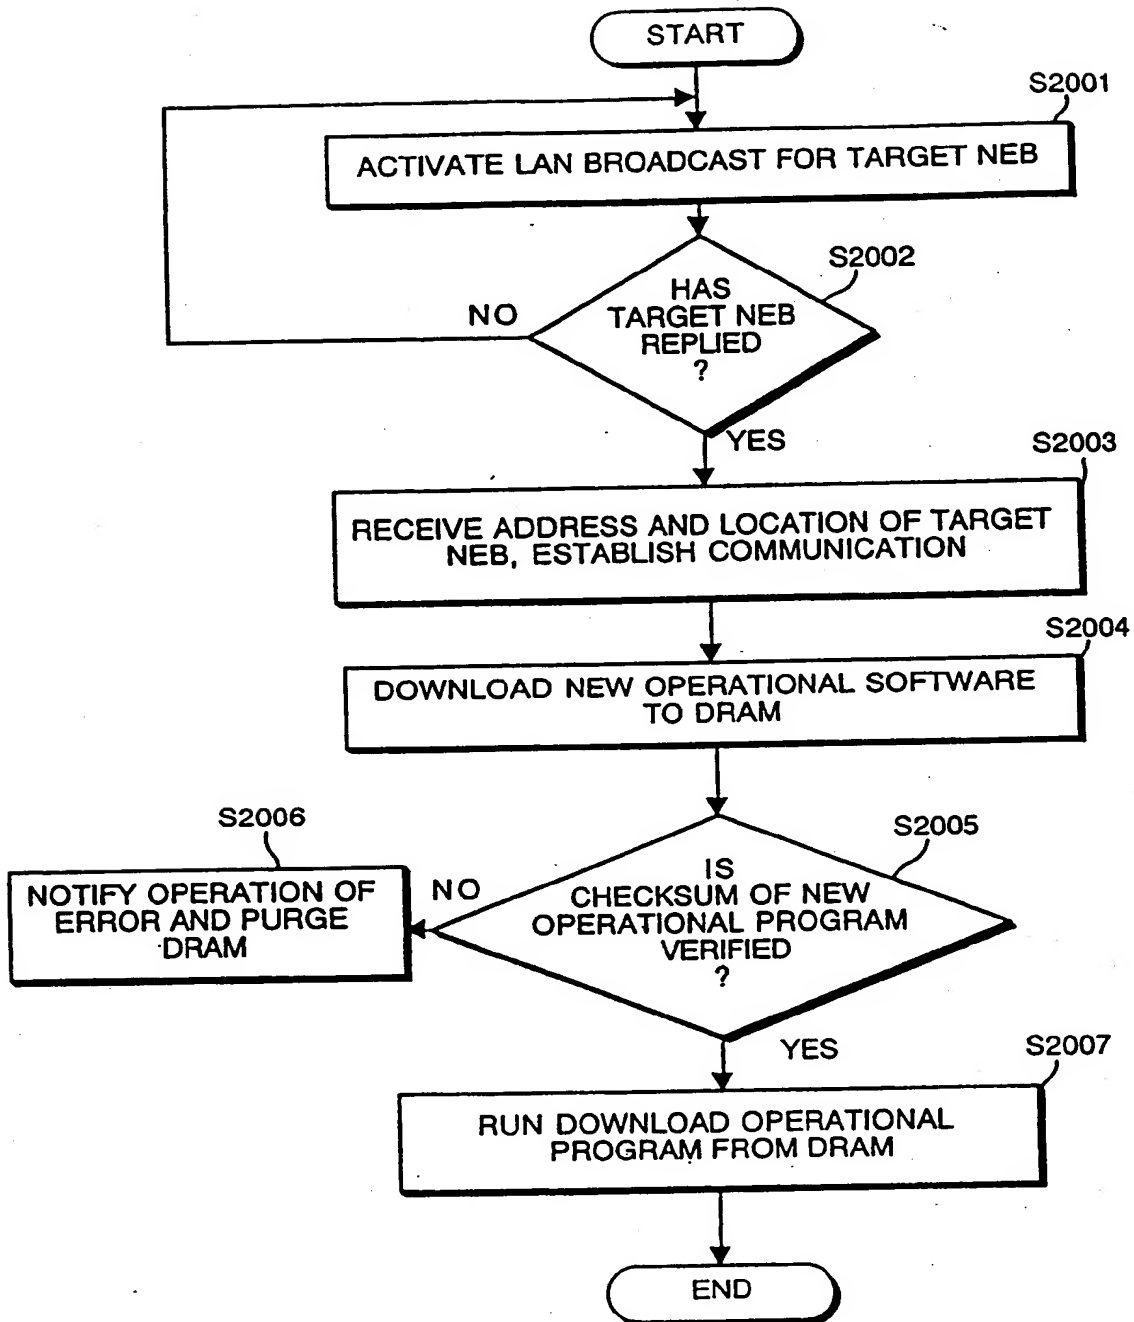 START
S2001
ACTIVATE LAN BROADCAST FOR TARGET NEB
S2002
HAS
TARGET NEB
REPLIED
?
NO
YES
S2003
RECEIVE ADDRESS AND LOCATION OF TARGET
NEB, ESTABLISH COMMUNICATION
S2004
DOWNLOAD NEW OPERATIONAL SOFTWARE
TO DRAM
S2005
IS
CHECKSUM OF NEW
OPERATIONAL PROGRAM
VERIFIED
?
NO
S2006
NOTIFY OPERATION OF
ERROR AND PURGE
DRAM
YES
S2007
RUN DOWNLOAD OPERATIONAL
PROGRAM FROM DRAM
END